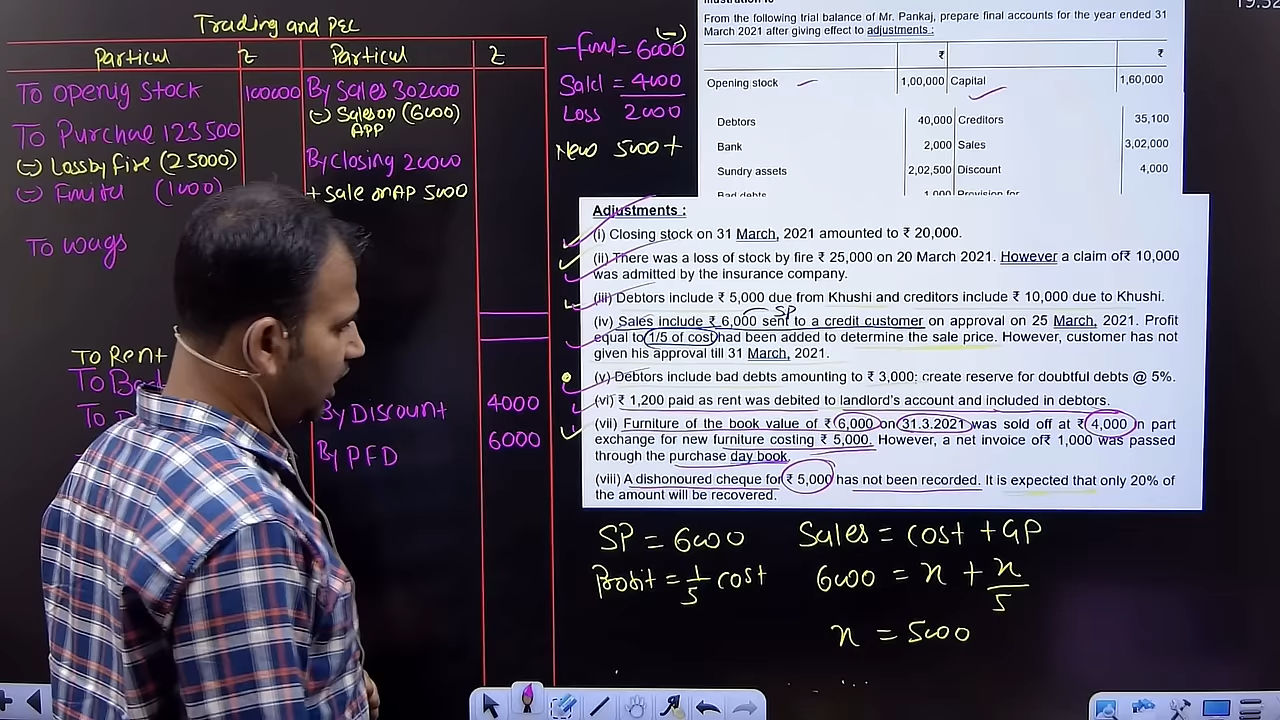 Trading and P&L
Particul ₹ Particul ₹
To openig stock 100000 By Sales 302000
(-) Sales on (6000)
APP
To Purchae 123500
(-) Loss by fire (25000) By closing 20000
(-) Furniture (1000) + Sale on AP 5000
To wags
To Rent
To Bad
To
By Discount 4000
By PFD 6000
- Furni = 6000 (-)
Sald = 4000
Loss 2000
New 5000 +
From the following trial balance of Mr. Pankaj, prepare final accounts for the year ended 31
March 2021 after giving effect to adjustments :
₹ ₹
Opening stock 1,00,000 Capital 1,60,000
Debtors 40,000 Creditors 35,100
Bank 2,000 Sales 3,02,000
Sundry assets 2,02,500 Discount 4,000
Bad debts 1,000 Provision for
Adjustments :
(i) Closing stock on 31 March, 2021 amounted to ₹ 20,000.
(ii) There was a loss of stock by fire ₹ 25,000 on 20 March 2021. However a claim of₹ 10,000
was admitted by the insurance company.
(iii) Debtors include ₹ 5,000 due from Khushi and creditors include ₹ 10,000 due to Khushi.
SP
(iv) Sales include ₹ 6,000 sent to a credit customer on approval on 25 March, 2021. Profit
equal to 1/5 of cost had been added to determine the sale price. However, customer has not
given his approval till 31 March, 2021.
(v) Debtors include bad debts amounting to ₹ 3,000; create reserve for doubtful debts @ 5%.
(vi) ₹ 1,200 paid as rent was debited to landlord's account and included in debtors.
(vii) Furniture of the book value of ₹ 6,000 on 31.3.2021 was sold off at ₹ 4,000 in part
exchange for new furniture costing ₹ 5,000. However, a net invoice of₹ 1,000 was passed
through the purchase day book.
(viii) A dishonoured cheque for ₹ 5,000 has not been recorded. It is expected that only 20% of
the amount will be recovered.
SP = 6000 Sales = cost + GP
Profit = 1/5 cost 6000 = x + x/5
x = 5000